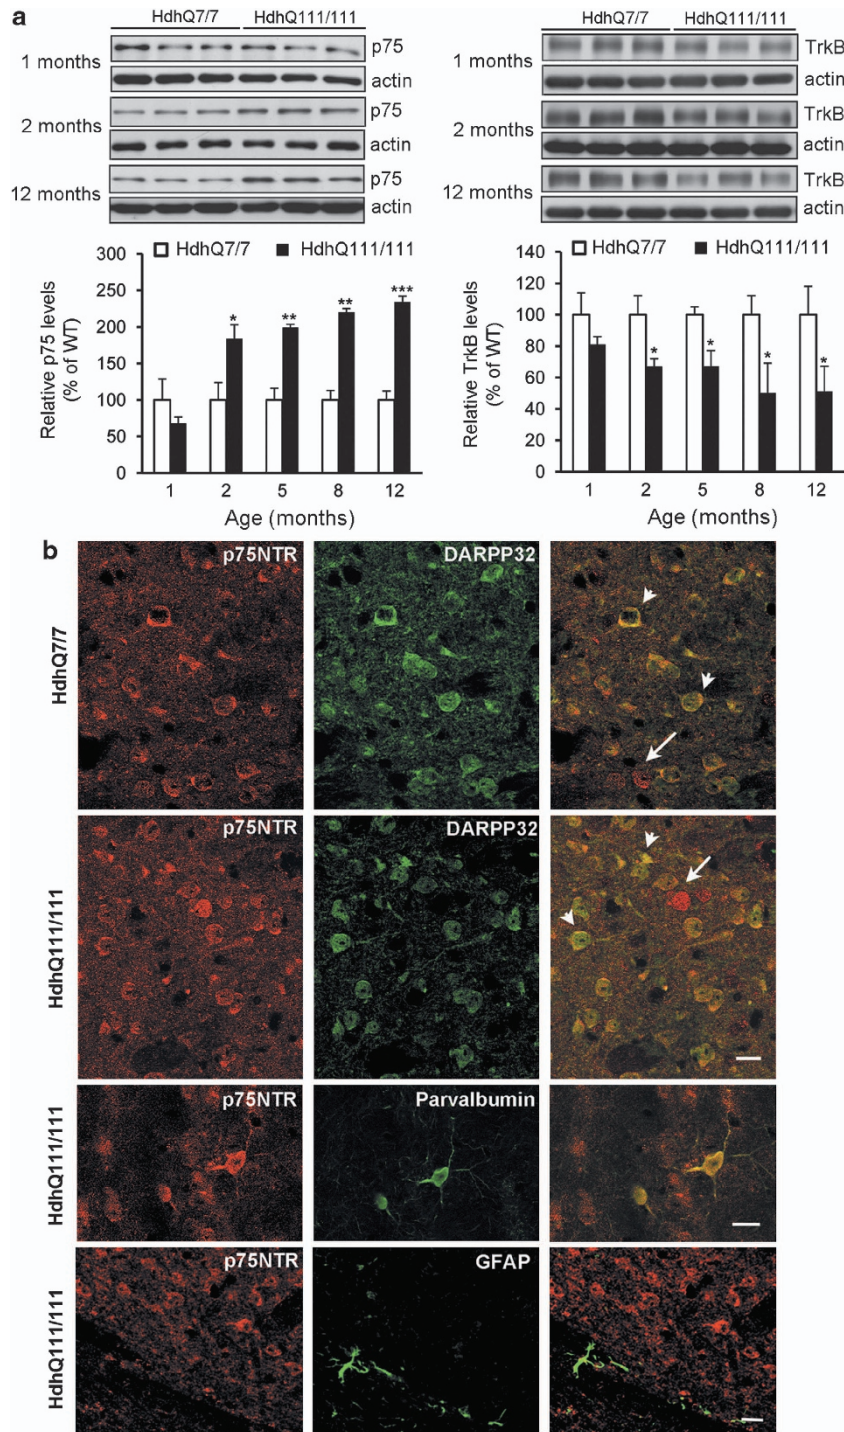 a
HdhQ7/7 HdhQ111/111
1 months p75
actin
2 months p75
actin
12 months p75
actin
HdhQ7/7 HdhQ111/111
1 months TrkB
actin
2 months TrkB
actin
12 months TrkB
actin
HdhQ7/7 HdhQ111/111
Relative p75 levels
(% of WT)
300
250
200
150
100
50
0
* ** ** ***
1 2 5 8 12
Age (months)
HdhQ7/7 HdhQ111/111
Relative TrkB levels
(% of WT)
140
120
100
80
60
40
20
0
* * * *
1 2 5 8 12
Age (months)
b
HdhQ7/7
p75NTR DARPP32
HdhQ111/111
p75NTR DARPP32
HdhQ111/111
p75NTR Parvalbumin
HdhQ111/111
p75NTR GFAP